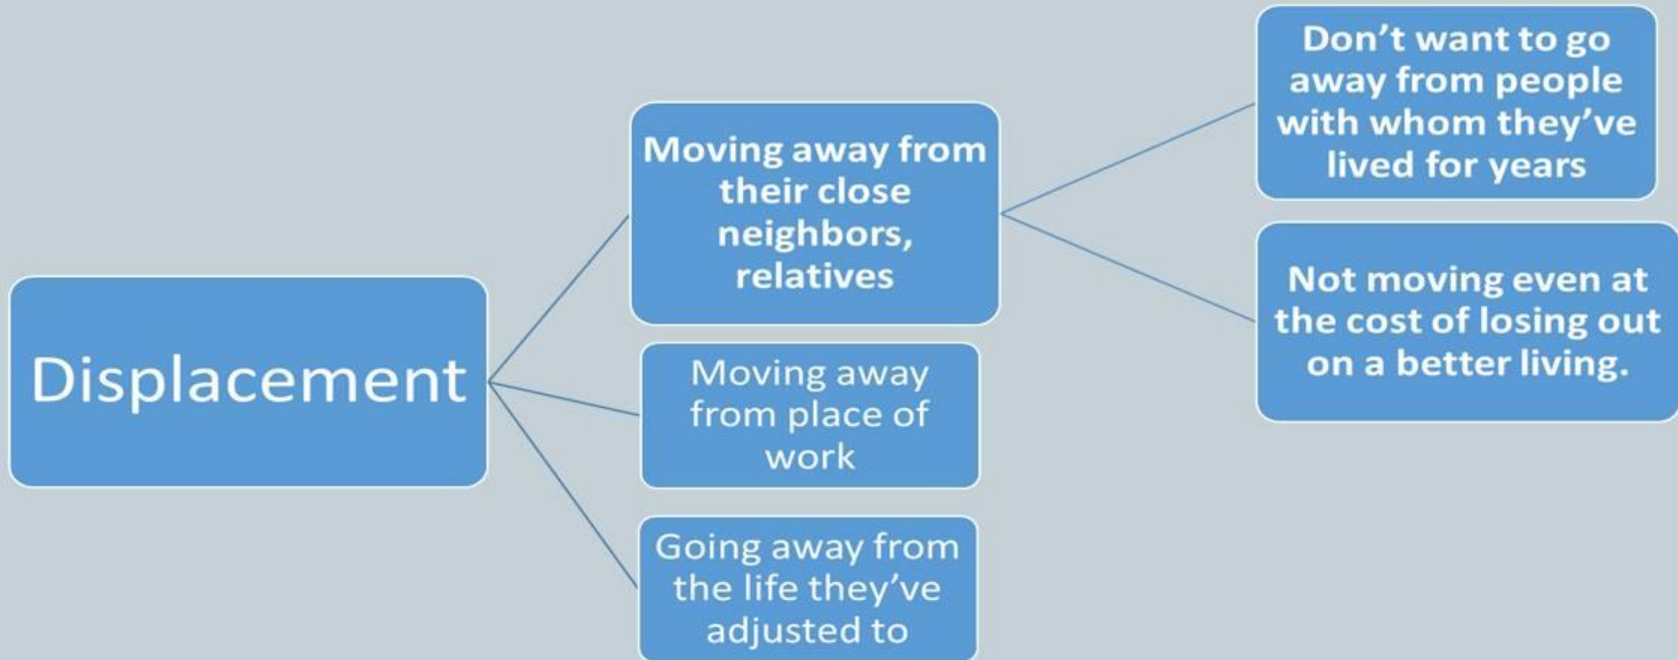 Displacement
Moving away from
their close
neighbors,
relatives
Don’t want to go
away from people
with whom they’ve
lived for years
Not moving even at
the cost of losing out
on a better living.
Moving away
from place of
work
Going away from
the life they’ve
adjusted to